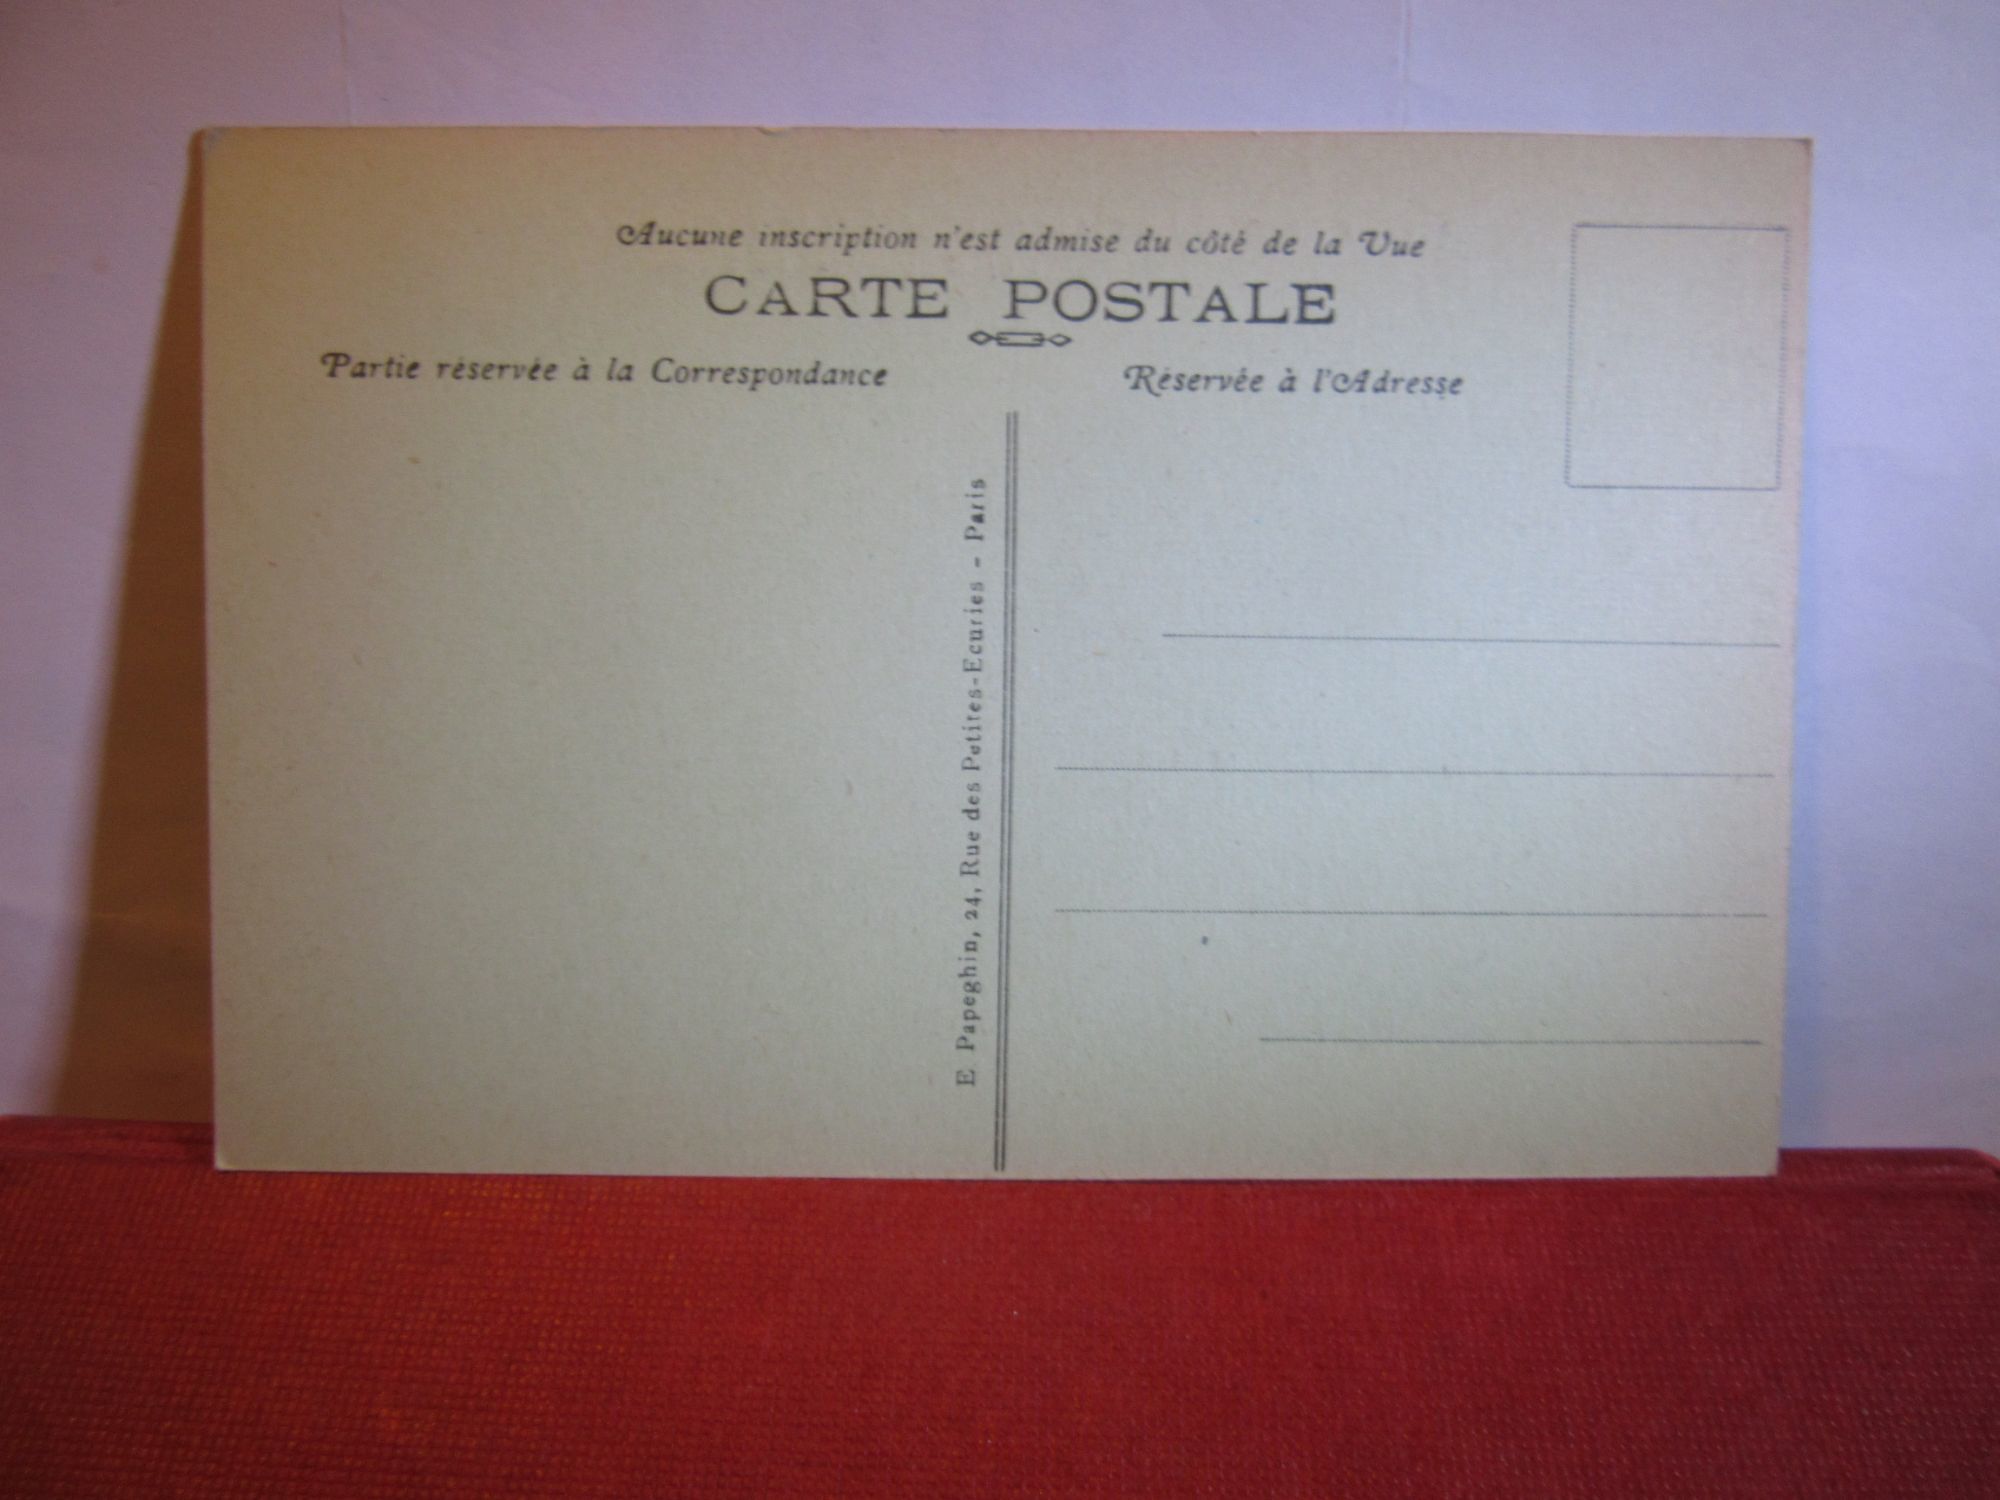 Aucune inscription n'est admise du côté de la Vue
CARTE POSTALE
Partie réservée à la Correspondance
Réservée à l'Adresse
E Papeghin, 24, Rue des Petites-Ecuries - Paris